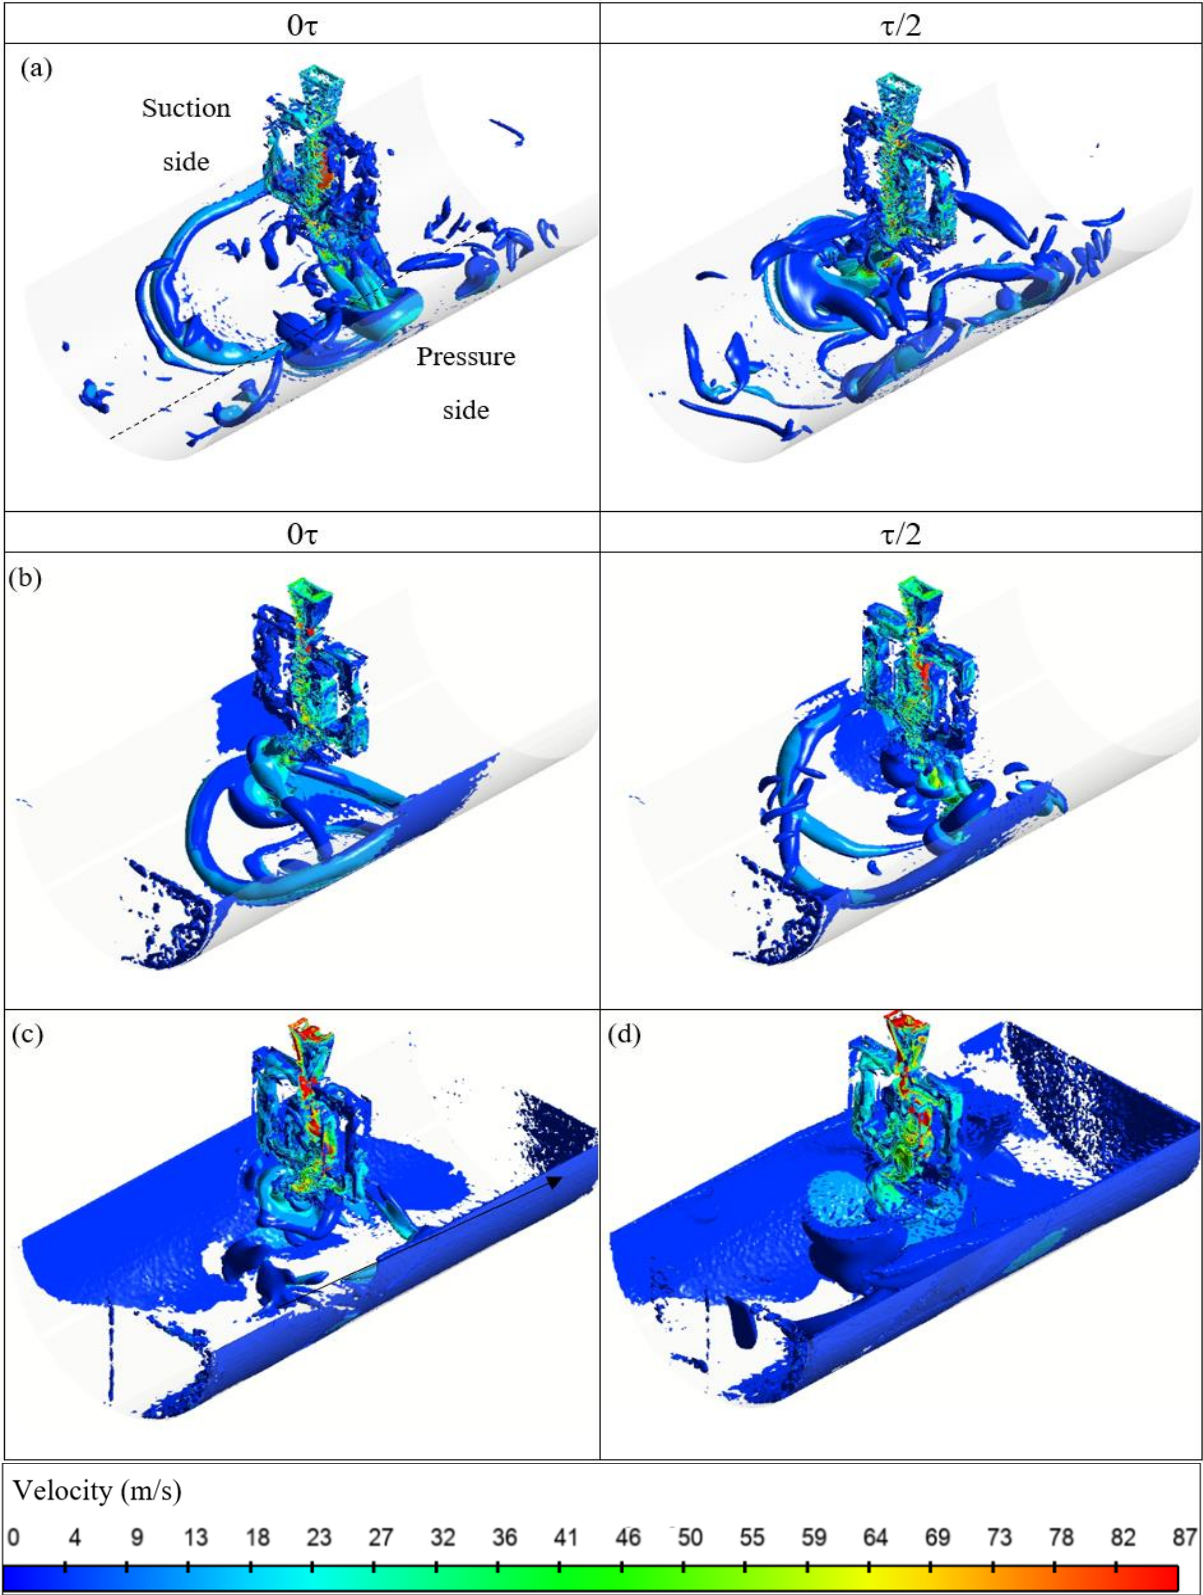 0τ τ/2
(a)
Suction
side
Pressure
side
0τ τ/2
(b)
(c) (d)
Velocity (m/s)
0 4 9 13 18 23 27 32 36 41 46 50 55 59 64 69 73 78 82 87